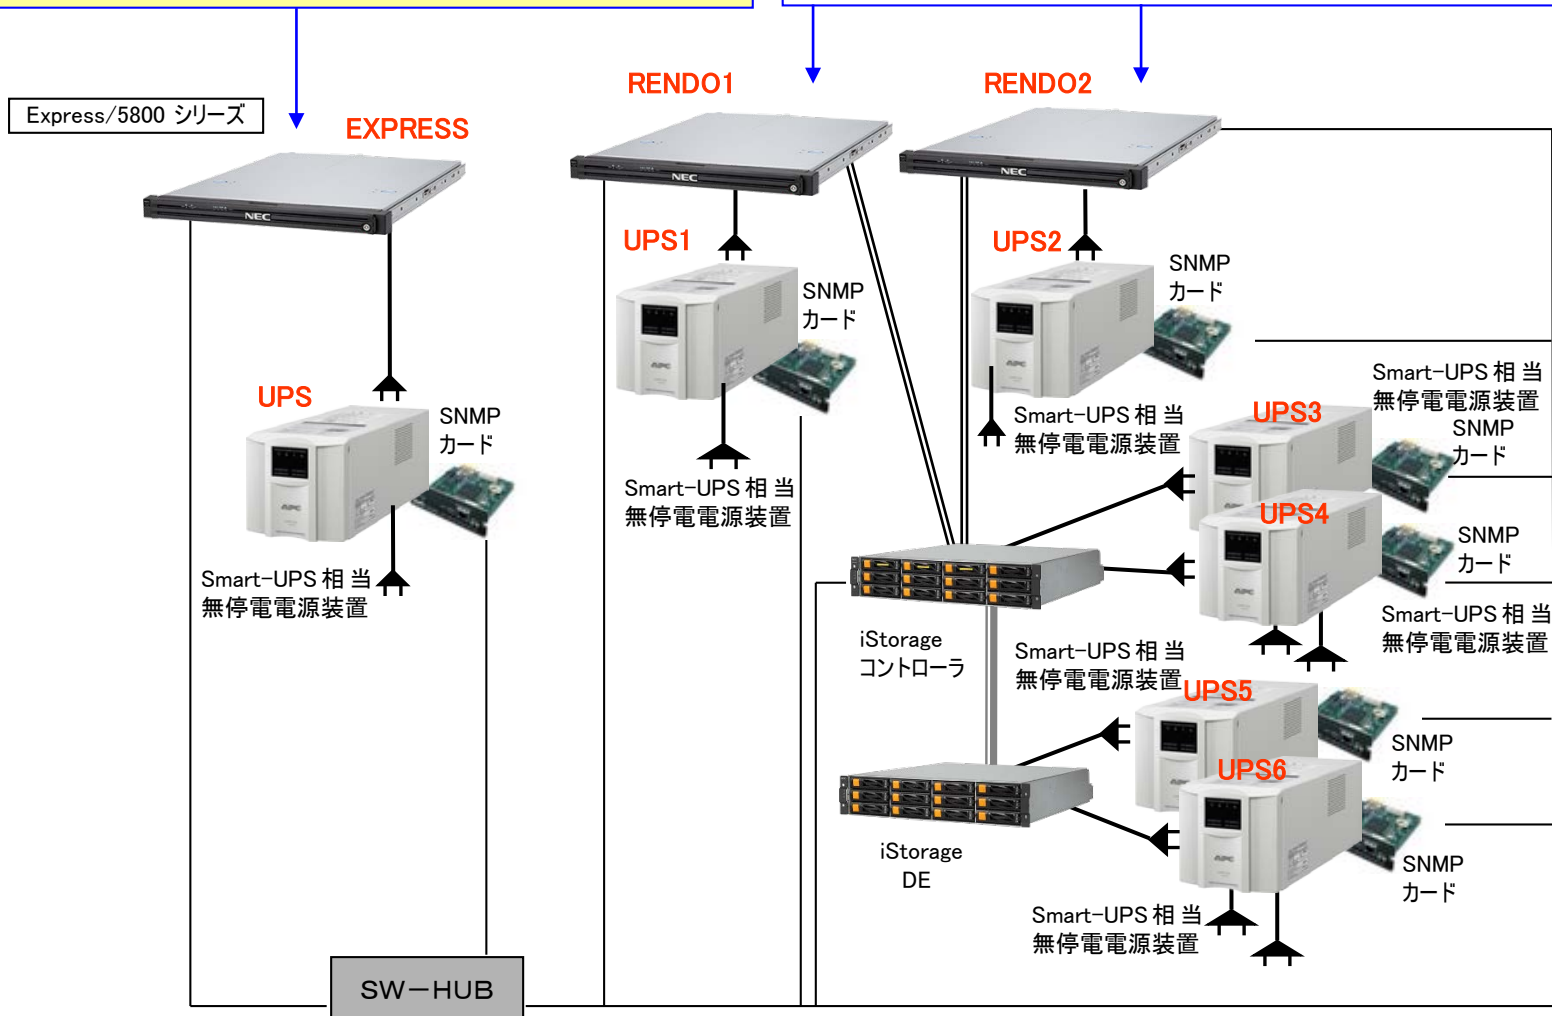 Express/5800 シリーズ
EXPRESS
RENDO1
RENDO2
NEC
NEC
NEC
UPS1
SNMP
カード
APC
Smart-UPS 相 当
無停電電源装置
UPS2
SNMP
カード
APC
Smart-UPS 相 当
無停電電源装置
UPS
SNMP
カード
APC
Smart-UPS 相 当
無停電電源装置
Smart-UPS 相 当
無停電電源装置
UPS3
SNMP
カード
APC
UPS4
SNMP
カード
APC
Smart-UPS 相 当
無停電電源装置
iStorage
コントローラ
Smart-UPS 相 当
無停電電源装置
UPS5
SNMP
カード
APC
UPS6
SNMP
カード
APC
iStorage
DE
Smart-UPS 相 当
無停電電源装置
SW－HUB